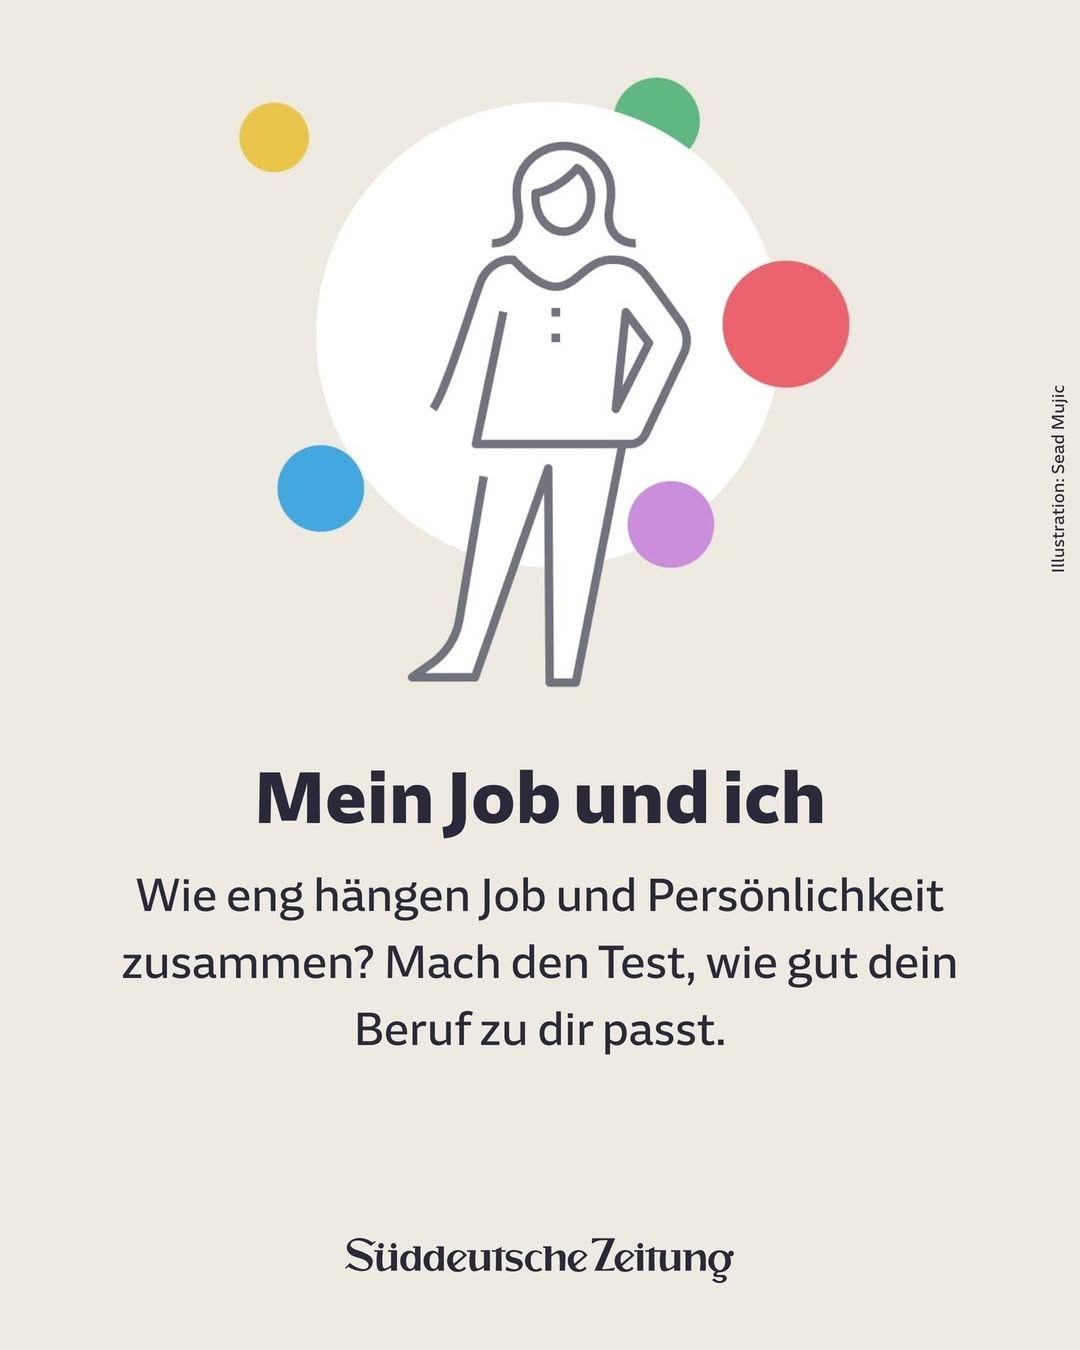 Illustration: Sead Mujic
Mein Job und ich
Wie eng hängen Job und Persönlichkeit
zusammen? Mach den Test, wie gut dein
Beruf zu dir passt.
Süddeutsche Zeitung